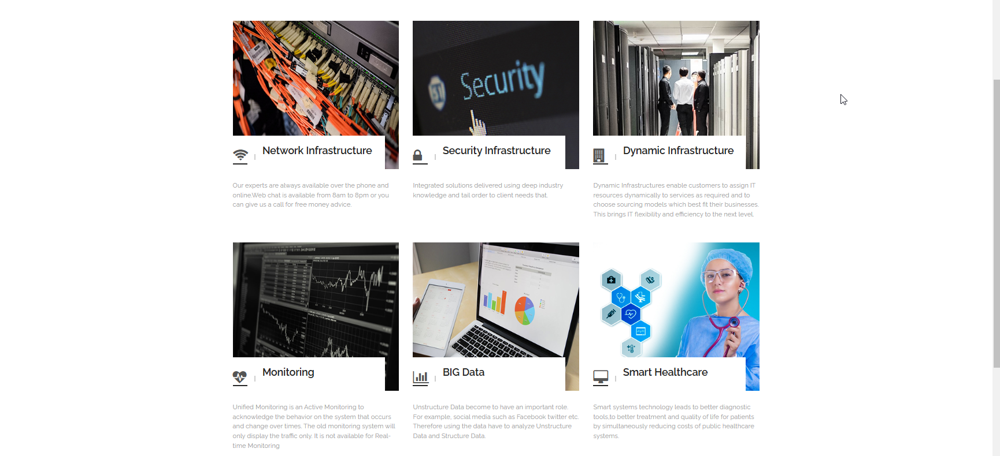 Security
Network Infrastructure
Security Infrastructure
Dynamic Infrastructure
Our experts are always available over the phone and
online.Web chat is available from 8am to 8pm or you
can give us a call for free money advice.
Integrated solutions delivered using deep industry
knowledge and tail order to client needs that.
Dynamic Infrastructures enable customers to assign IT
resources dynamically to services as required and to
choose sourcing models which best fit their businesses.
This brings IT flexibility and efficiency to the next level.
Monitoring
BIG Data
Smart Healthcare
Unified Monitoring is an Active Monitoring to
acknowledge the behavior on the system that occurs
and change over times. The old monitoring system will
only display the traffic only. It is not available for Real-
time Monitoring
Unstructure Data become to have an important role.
For example, social media such as Facebook twitter etc.
Therefore using the data have to analyze Unstructure
Data and Structure Data.
Smart systems technology leads to better diagnostic
tools,to better treatment and quality of life for patients
by simultaneously reducing costs of public healthcare
systems.